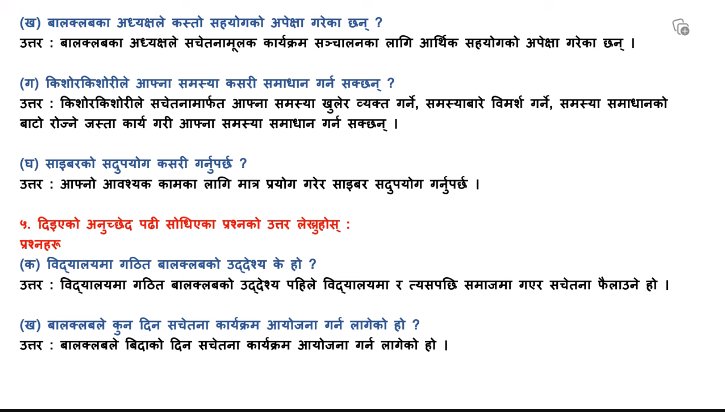 (ख) बालक्लबका अध्यक्षले कस्तो सहयोगको अपेक्षा गरेका छन् ?
उत्तर : बालक्लबका अध्यक्षले सचेतनामूलक कार्यक्रम सञ्चालनका लागि आर्थिक सहयोगको अपेक्षा गरेका छन् ।
(ग) किशोरकिशोरीले आफ्ना समस्या कसरी समाधान गर्न सक्छन् ?
उत्तर : किशोरकिशोरीले सचेतनामार्फत आफ्ना समस्या खुलेर व्यक्त गर्ने, समस्याबारे विमर्श गर्ने, समस्या समाधानको
बाटो रोज्ने जस्ता कार्य गरी आफ्ना समस्या समाधान गर्न सक्छन् ।
(घ) साइबरको सदुपयोग कसरी गर्नुपर्छ ?
उत्तर : आफ्नो आवश्यक कामका लागि मात्र प्रयोग गरेर साइबर सदुपयोग गर्नुपर्छ ।
५. दिइएको अनुच्छेद पढी सोधिएका प्रश्नको उत्तर लेख्नुहोस् :
प्रश्नहरू
(क) विद्यालयमा गठित बालक्लबको उद्देश्य के हो ?
उत्तर : विद्यालयमा गठित बालक्लबको उद्देश्य पहिले विद्यालयमा र त्यसपछि समाजमा गएर सचेतना फैलाउने हो ।
(ख) बालक्लबले कुन दिन सचेतना कार्यक्रम आयोजना गर्न लागेको हो ?
उत्तर : बालक्लबले बिदाको दिन सचेतना कार्यक्रम आयोजना गर्न लागेको हो ।